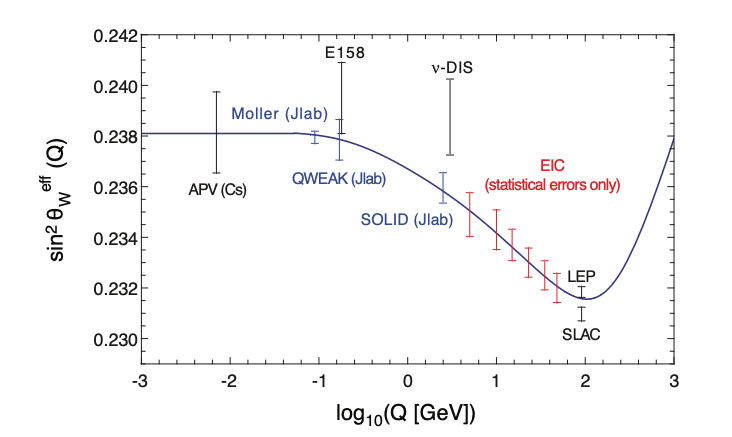 0.242
0.240
0.238
0.236
0.234
0.232
0.230
sin² θ_W^eff (Q)
E158
ν-DIS
Moller (Jlab)
APV (Cs)
QWEAK (Jlab)
EIC
(statistical errors only)
SOLID (Jlab)
LEP
SLAC
-3 -2 -1 0 1 2 3
log₁₀(Q [GeV])